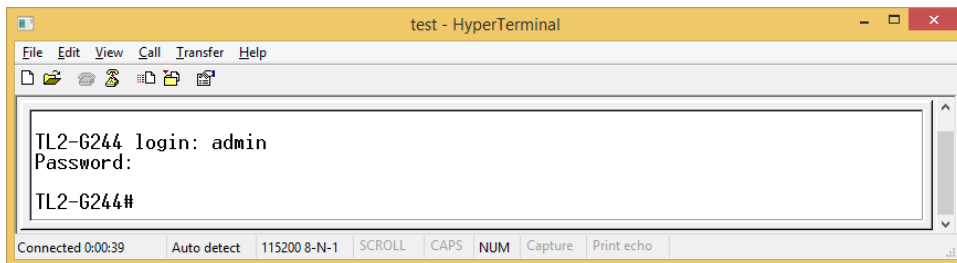 test - HyperTerminal
File Edit View Call Transfer Help
TL2-G244 login: admin
Password:
TL2-G244#
Connected 0:00:39 Auto detect 115200 8-N-1 SCROLL CAPS NUM Capture Print echo